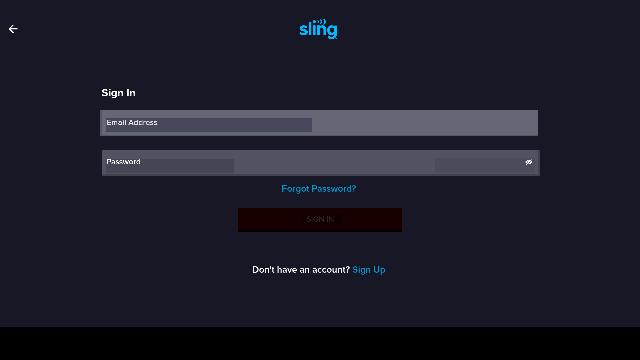 sling
Sign In
Email Address
Password
Forgot Password?
SIGN IN
Don't have an account? Sign Up